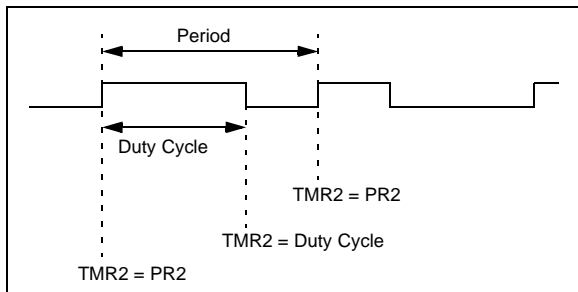 Period
Duty Cycle
TMR2 = PR2
TMR2 = Duty Cycle
TMR2 = PR2